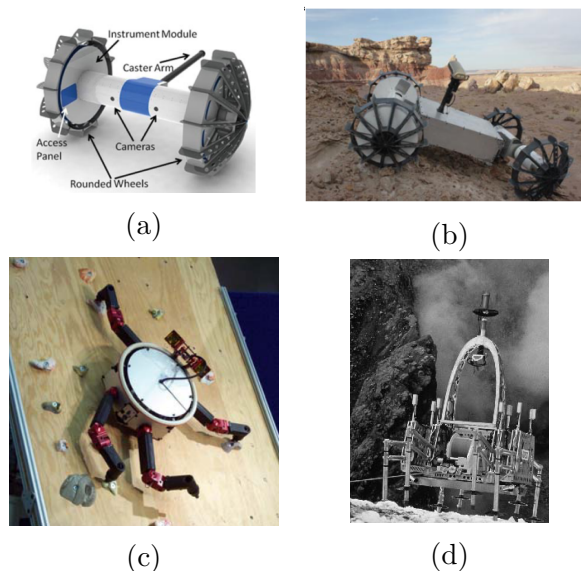 Instrument Module
Caster Arm
Access
Panel
Cameras
Rounded Wheels
(a)
(b)
(c)
(d)